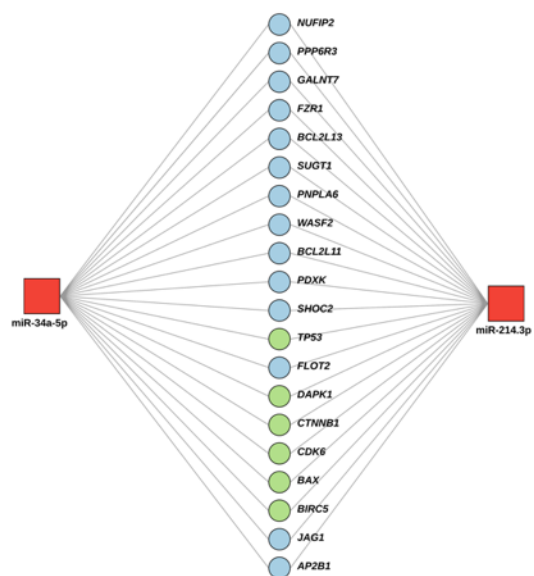 NUFIP2
PPP6R3
GALNT7
FZR1
BCL2L13
SUGT1
PNPLA6
WASF2
BCL2L11
PDXK
SHOC2
miR-34a-5p
miR-214.3p
TP53
FLOT2
DAPK1
CTNNB1
CDK6
BAX
BIRC5
JAG1
AP2B1